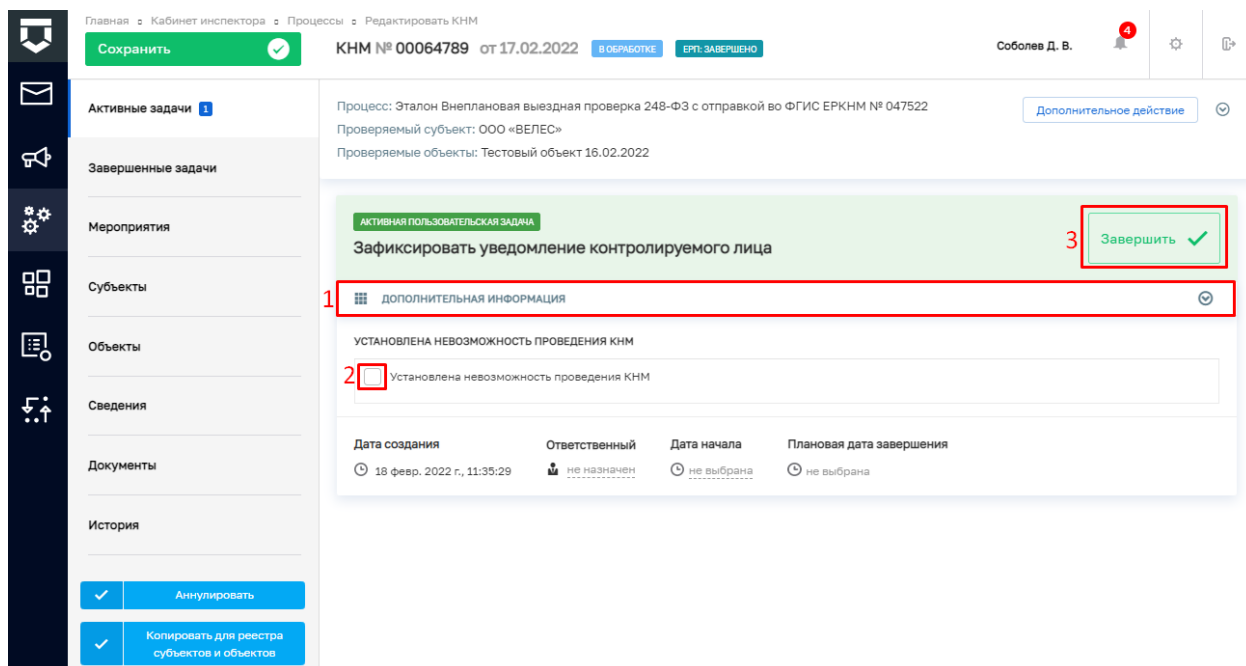 Главная ▫ Кабинет инспектора ▫ Процессы ▫ Редактировать КНМ
Сохранить
КНМ № 00064789 от 17.02.2022 В ОБРАБОТКЕ ЕРП: ЗАВЕРШЕНО
Соболев Д. В.
4
Активные задачи 1
Завершенные задачи
Мероприятия
Субъекты
Объекты
Сведения
Документы
История
Аннулировать
Копировать для реестра
субъектов и объектов
Процесс: Эталон Внеплановая выездная проверка 248-ФЗ с отправкой во ФГИС ЕРКНМ № 047522
Проверяемый субъект: ООО «ВЕЛЕС»
Проверяемые объекты: Тестовый объект 16.02.2022
Дополнительное действие
АКТИВНАЯ ПОЛЬЗОВАТЕЛЬСКАЯ ЗАДАЧА
Зафиксировать уведомление контролируемого лица
3 Завершить
1 ДОПОЛНИТЕЛЬНАЯ ИНФОРМАЦИЯ
УСТАНОВЛЕНА НЕВОЗМОЖНОСТЬ ПРОВЕДЕНИЯ КНМ
2 Установлена невозможность проведения КНМ
Дата создания Ответственный Дата начала Плановая дата завершения
18 февр. 2022 г., 11:35:29 не назначен не выбрана не выбрана